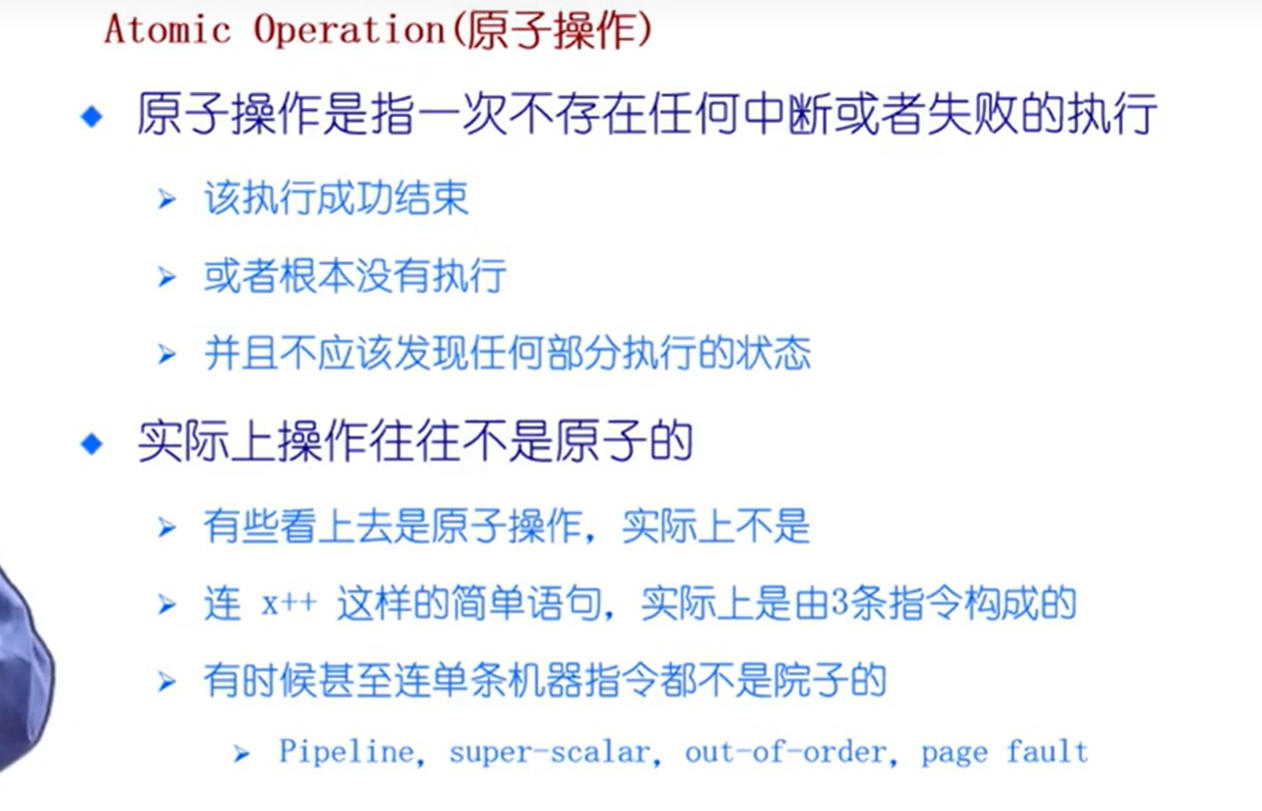 Atomic Operation(原子操作)
原子操作是指一次不存在任何中断或者失败的执行
该执行成功结束
或者根本没有执行
并且不应该发现任何部分执行的状态
实际上操作往往不是原子的
有些看上去是原子操作，实际上不是
连 x++ 这样的简单语句，实际上是由3条指令构成的
有时候甚至连单条机器指令都不是院子的
Pipeline, super-scalar, out-of-order, page fault